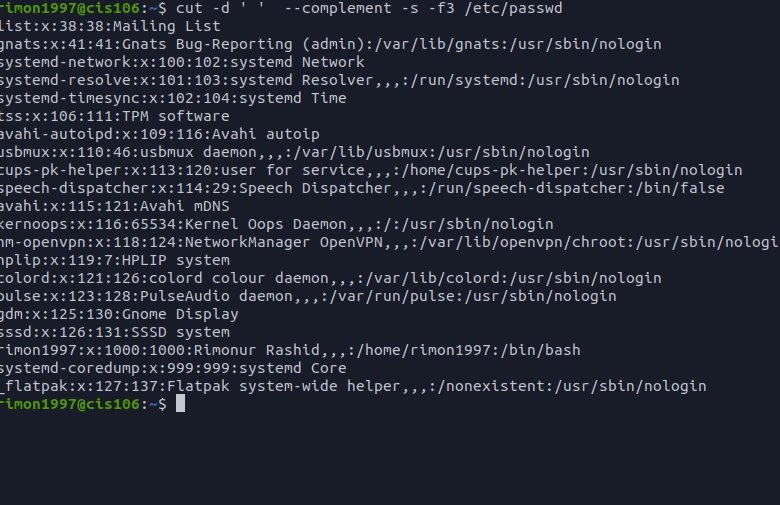 rimon1997@cis106:~$ cut -d ' '  --complement -s -f3 /etc/passwd
list:x:38:38:Mailing List
gnats:x:41:41:Gnats Bug-Reporting (admin):/var/lib/gnats:/usr/sbin/nologin
systemd-network:x:100:102:systemd Network
systemd-resolve:x:101:103:systemd Resolver,,,:/run/systemd:/usr/sbin/nologin
systemd-timesync:x:102:104:systemd Time
tss:x:106:111:TPM software
avahi-autoipd:x:109:116:Avahi autoip
usbmux:x:110:46:usbmux daemon,,,:/var/lib/usbmux:/usr/sbin/nologin
cups-pk-helper:x:113:120:user for service,,,:/home/cups-pk-helper:/usr/sbin/nologin
speech-dispatcher:x:114:29:Speech Dispatcher,,,:/run/speech-dispatcher:/bin/false
avahi:x:115:121:Avahi mDNS
kernoops:x:116:65534:Kernel Oops Daemon,,,:/:/usr/sbin/nologin
nm-openvpn:x:118:124:NetworkManager OpenVPN,,,:/var/lib/openvpn/chroot:/usr/sbin/nologi
hplip:x:119:7:HPLIP system
colord:x:121:126:colord colour daemon,,,:/var/lib/colord:/usr/sbin/nologin
pulse:x:123:128:PulseAudio daemon,,,:/var/run/pulse:/usr/sbin/nologin
gdm:x:125:130:Gnome Display
sssd:x:126:131:SSSD system
rimon1997:x:1000:1000:Rimonur Rashid,,,:/home/rimon1997:/bin/bash
systemd-coredump:x:999:999:systemd Core
_flatpak:x:127:137:Flatpak system-wide helper,,,:/nonexistent:/usr/sbin/nologin
rimon1997@cis106:~$